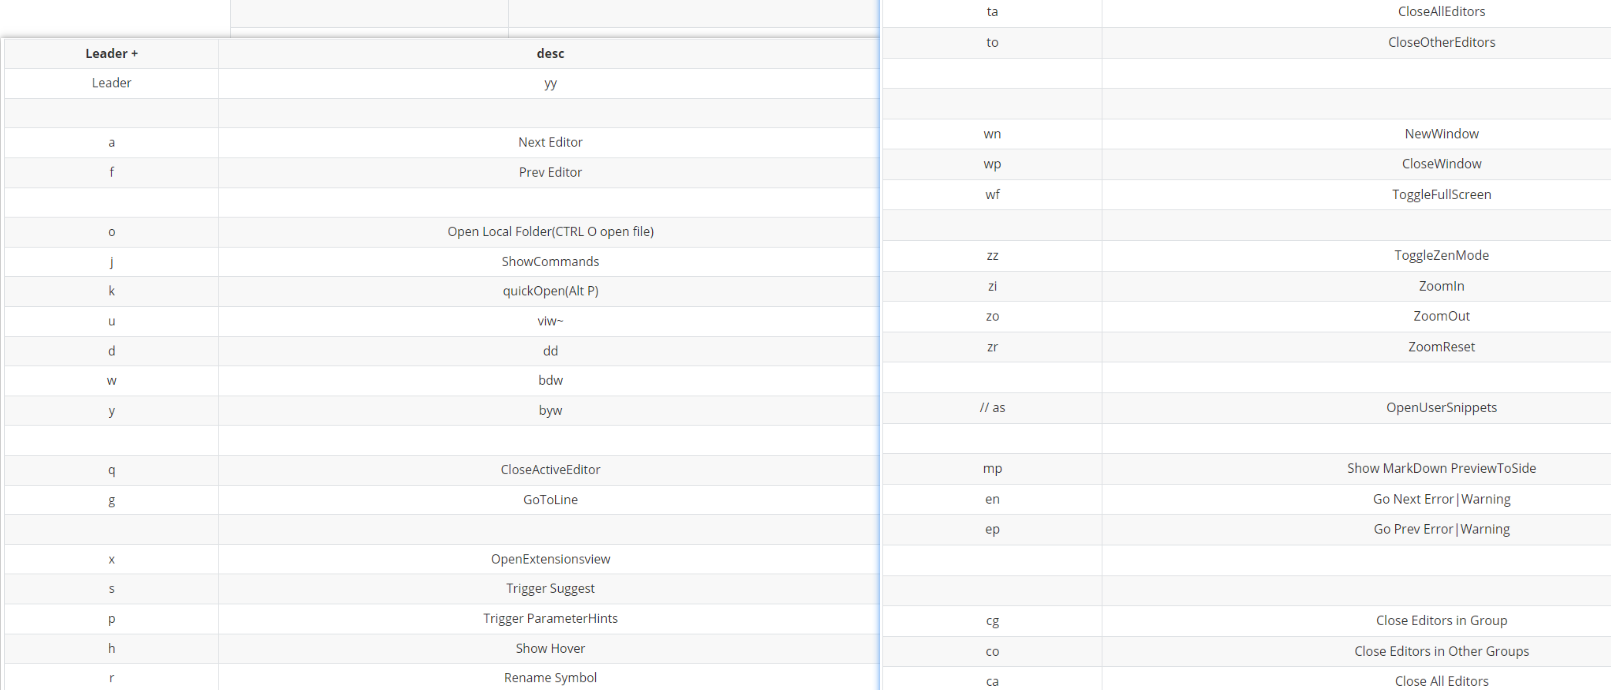 Leader + desc
Leader yy
a Next Editor
f Prev Editor
o Open Local Folder(CTRL O open file)
j ShowCommands
k quickOpen(Alt P)
u viw~
d dd
w bdw
y byw
q CloseActiveEditor
g GoToLine
x OpenExtensionsview
s Trigger Suggest
p Trigger ParameterHints
h Show Hover
r Rename Symbol
ta CloseAllEditors
to CloseOtherEditors
wn NewWindow
wp CloseWindow
wf ToggleFullScreen
zz ToggleZenMode
zi ZoomIn
zo ZoomOut
zr ZoomReset
// as OpenUserSnippets
mp Show MarkDown PreviewToSide
en Go Next Error|Warning
ep Go Prev Error|Warning
cg Close Editors in Group
co Close Editors in Other Groups
ca Close All Editors